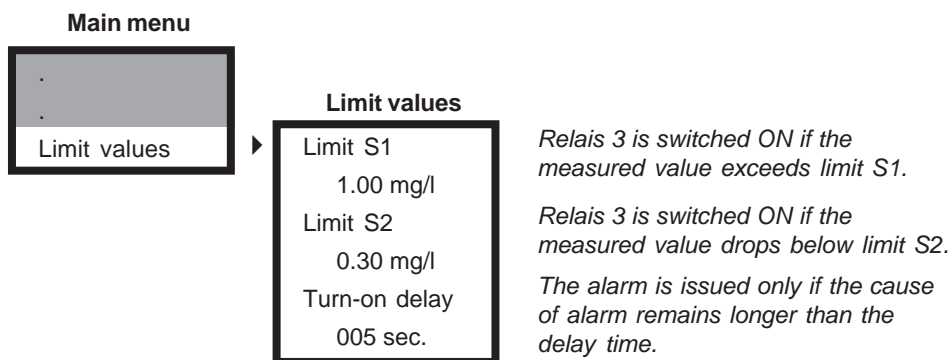 Main menu
.
.
Limit values
Limit values
Limit S1
1.00 mg/l
Limit S2
0.30 mg/l
Turn-on delay
005 sec.
Relais 3 is switched ON if the
measured value exceeds limit S1.
Relais 3 is switched ON if the
measured value drops below limit S2.
The alarm is issued only if the cause
of alarm remains longer than the
delay time.